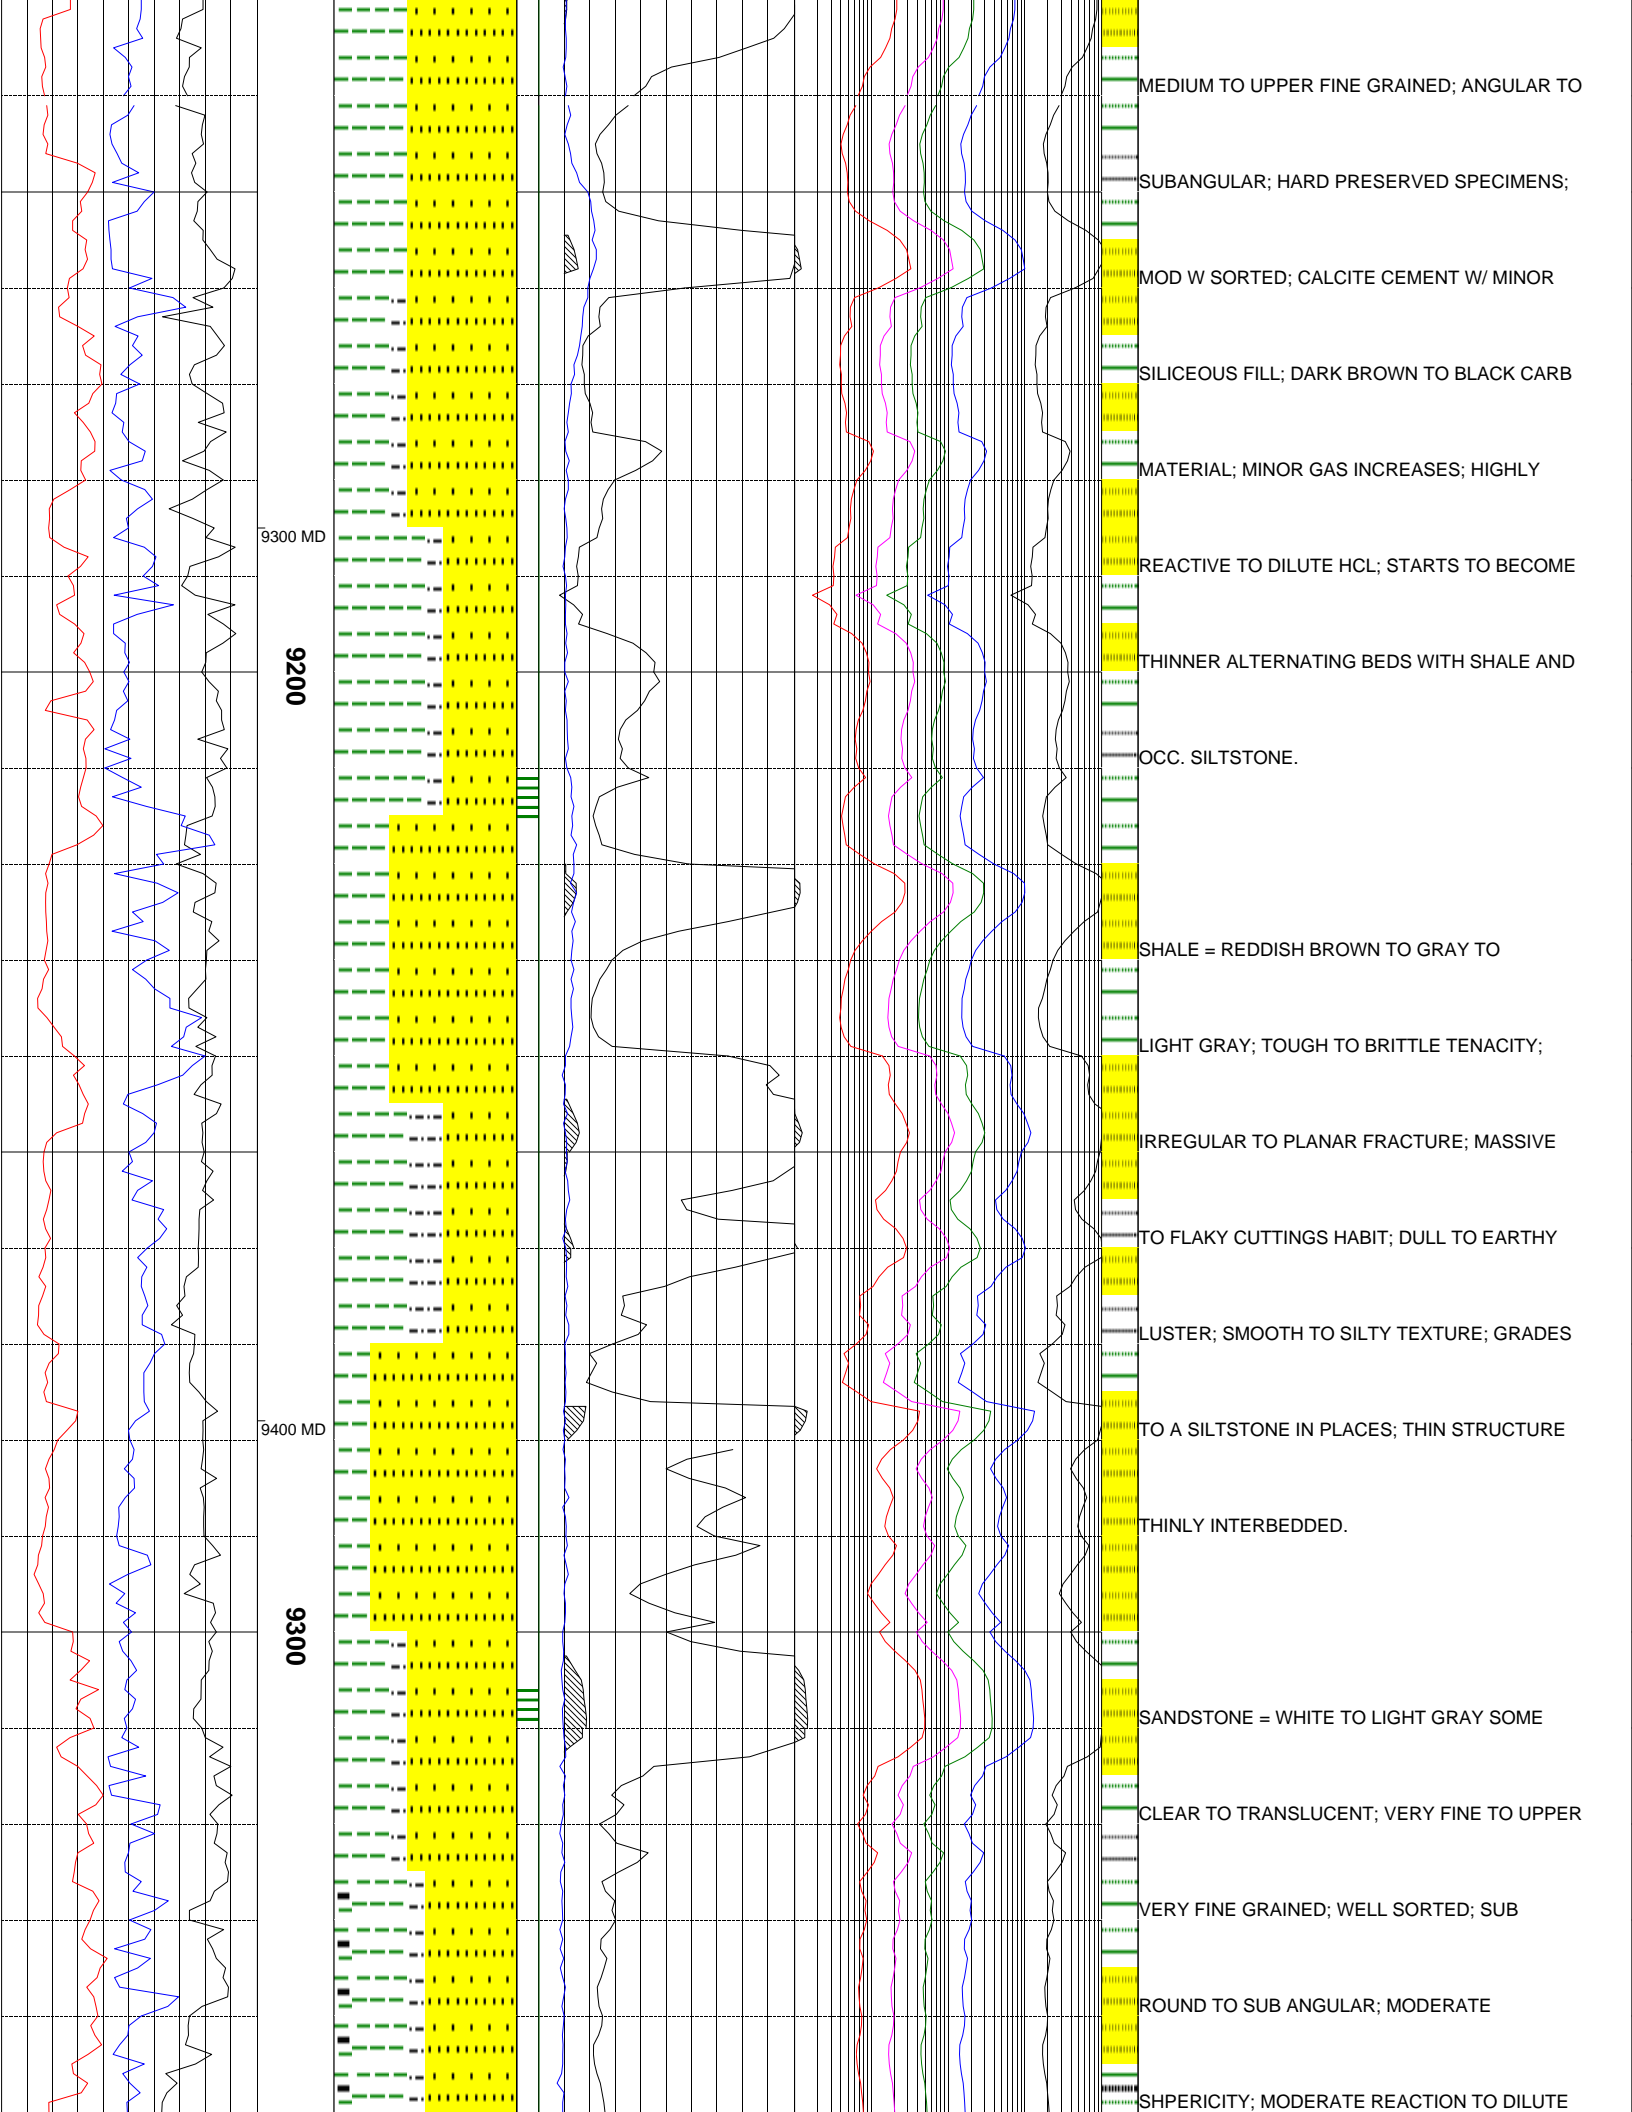 MEDIUM TO UPPER FINE GRAINED; ANGULAR TO
SUBANGULAR; HARD PRESERVED SPECIMENS;
MOD W SORTED; CALCITE CEMENT W/ MINOR
SILICEOUS FILL; DARK BROWN TO BLACK CARB
MATERIAL; MINOR GAS INCREASES; HIGHLY
9300 MD
REACTIVE TO DILUTE HCL; STARTS TO BECOME
9200
THINNER ALTERNATING BEDS WITH SHALE AND
OCC. SILTSTONE.
SHALE = REDDISH BROWN TO GRAY TO
LIGHT GRAY; TOUGH TO BRITTLE TENACITY;
IRREGULAR TO PLANAR FRACTURE; MASSIVE
TO FLAKY CUTTINGS HABIT; DULL TO EARTHY
LUSTER; SMOOTH TO SILTY TEXTURE; GRADES
9400 MD
TO A SILTSTONE IN PLACES; THIN STRUCTURE
THINLY INTERBEDDED.
9300
SANDSTONE = WHITE TO LIGHT GRAY SOME
CLEAR TO TRANSLUCENT; VERY FINE TO UPPER
VERY FINE GRAINED; WELL SORTED; SUB
ROUND TO SUB ANGULAR; MODERATE
SHPERICITY; MODERATE REACTION TO DILUTE